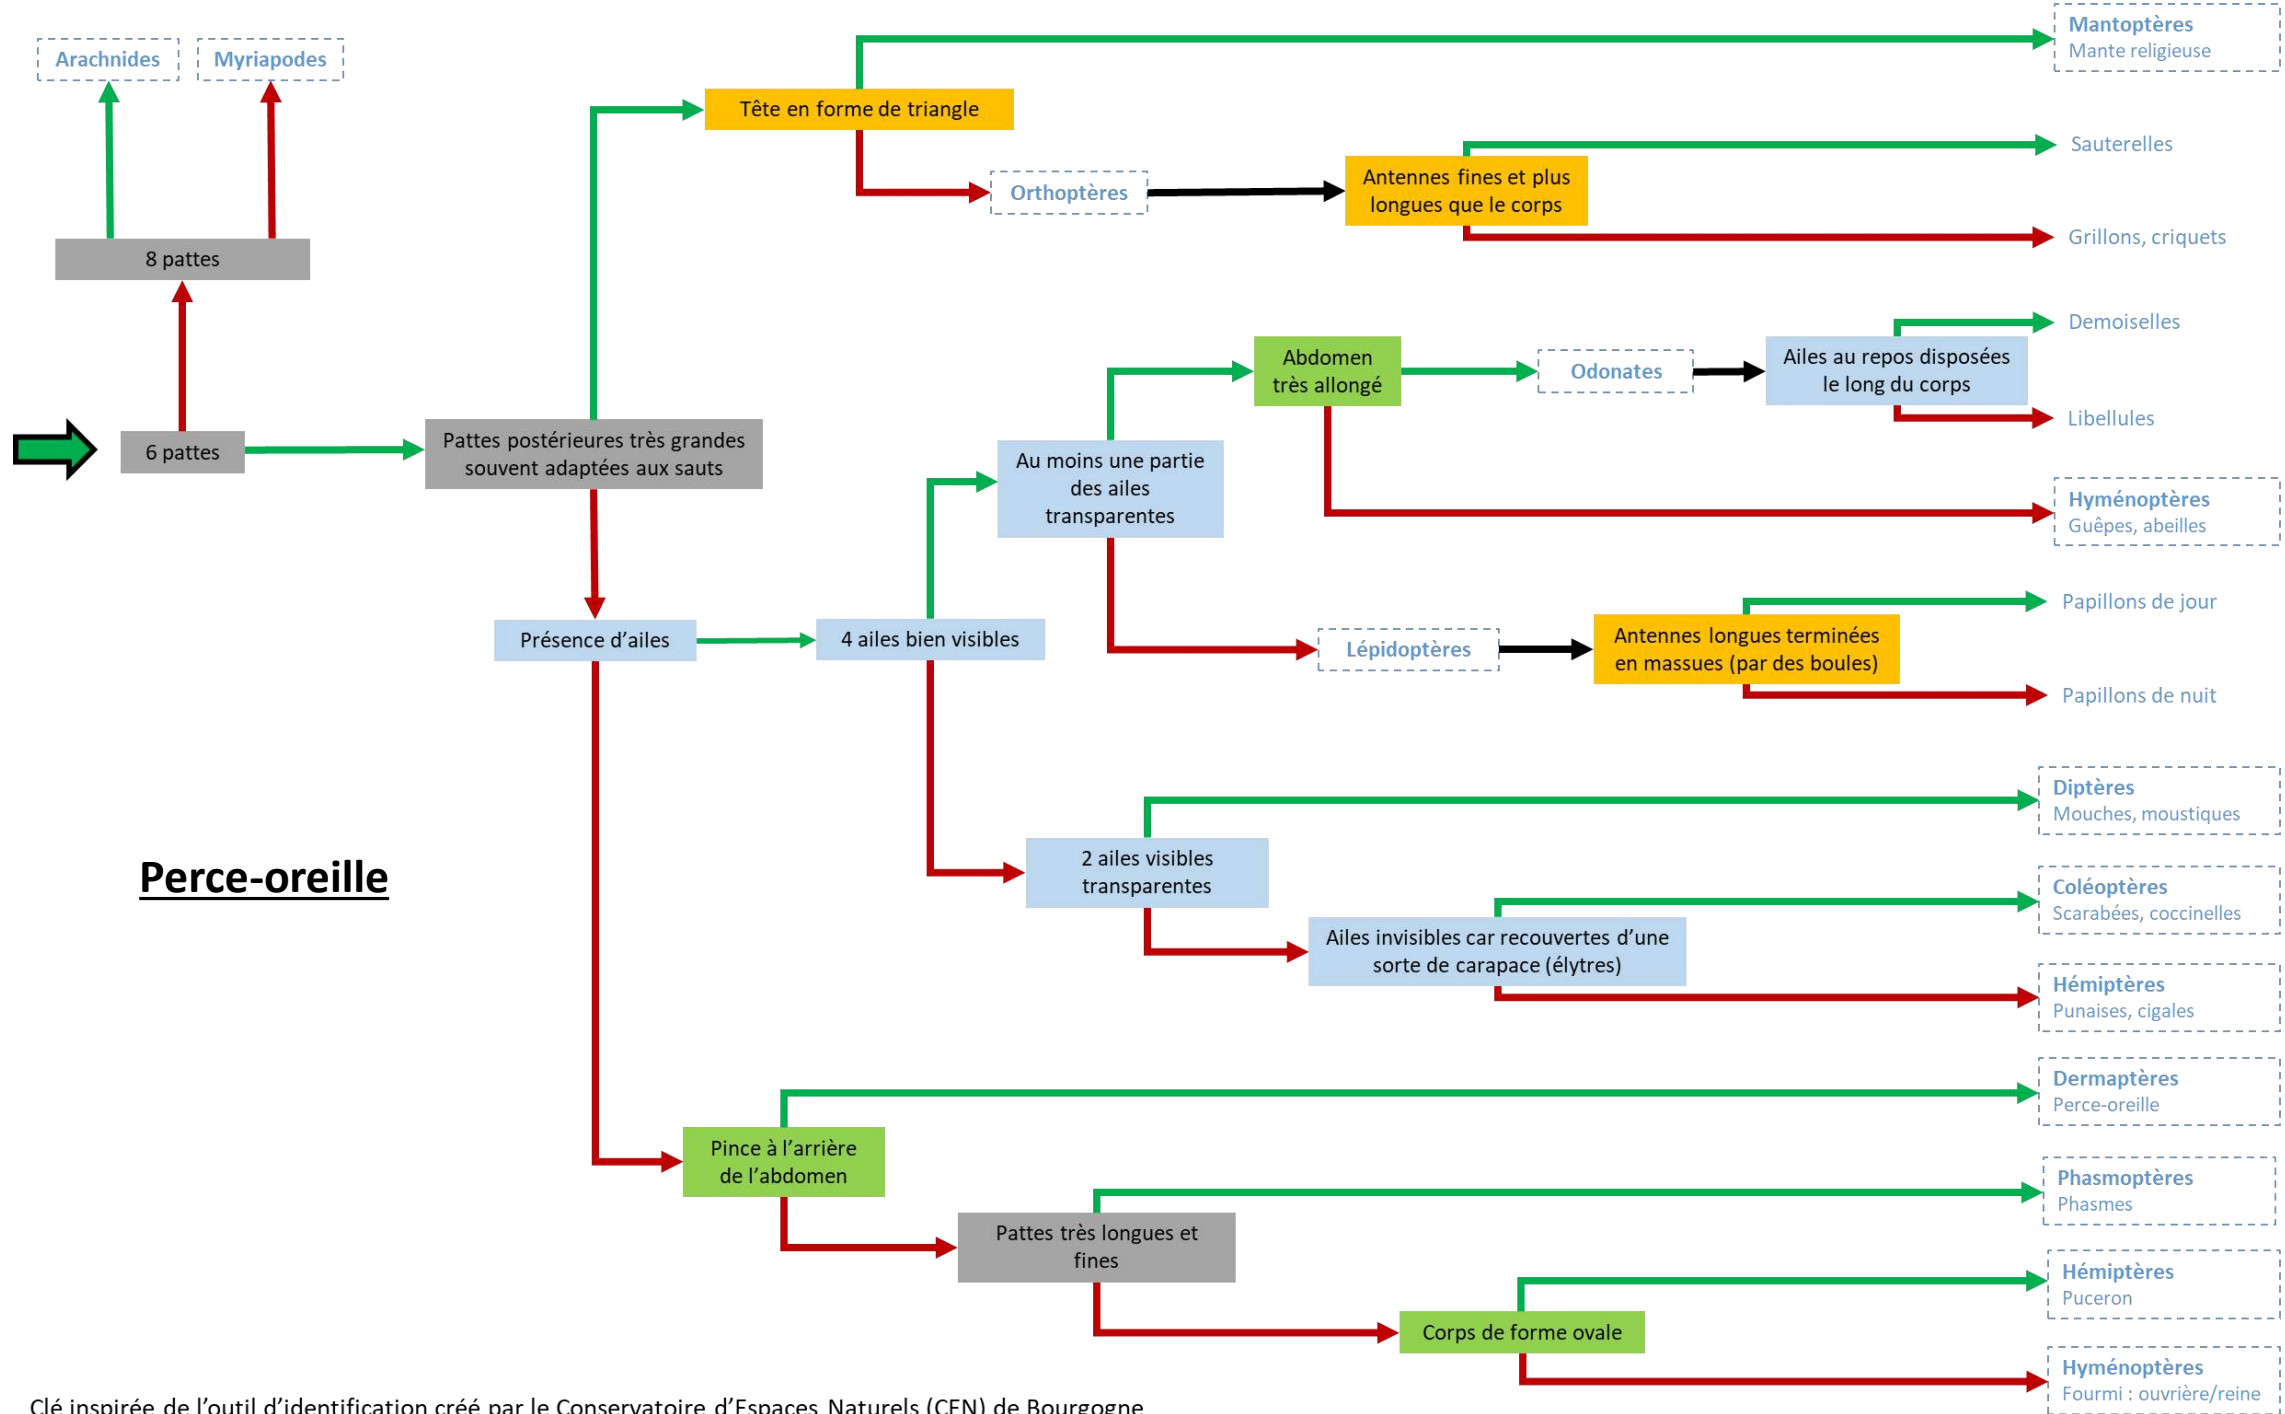 Mantoptères
Mante religieuse
Arachnides
Myriapodes
Tête en forme de triangle
Sauterelles
Orthoptères
Antennes fines et plus
longues que le corps
Grillons, criquets
8 pattes
Demoiselles
Abdomen
très allongé
Odonates
Ailes au repos disposées
le long du corps
Libellules
6 pattes
Pattes postérieures très grandes
souvent adaptées aux sauts
Au moins une partie
des ailes
transparentes
Hyménoptères
Guêpes, abeilles
Papillons de jour
Présence d’ailes
4 ailes bien visibles
Lépidoptères
Antennes longues terminées
en massues (par des boules)
Papillons de nuit
Diptères
Mouches, moustiques
Perce-oreille
2 ailes visibles
transparentes
Coléoptères
Scarabées, coccinelles
Ailes invisibles car recouvertes d’une
sorte de carapace (élytres)
Hémiptères
Punaises, cigales
Dermaptères
Perce-oreille
Pince à l’arrière
de l’abdomen
Phasmoptères
Phasmes
Pattes très longues et
fines
Hémiptères
Puceron
Corps de forme ovale
Hyménoptères
Fourmi : ouvrière/reine
Clé inspirée de l’outil d’identification créé par le Conservatoire d’Espaces Naturels (CEN) de Bourgogne